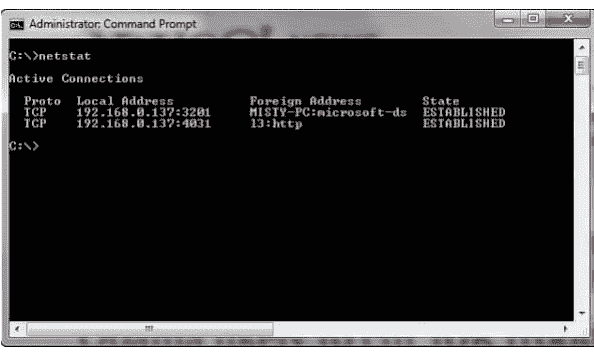 Administrator: Command Prompt
C:\>netstat
Active Connections
Proto Local Address Foreign Address State
TCP 192.168.0.137:3201 MISTY-PC:microsoft-ds ESTABLISHED
TCP 192.168.0.137:4031 l3:http ESTABLISHED
C:\>